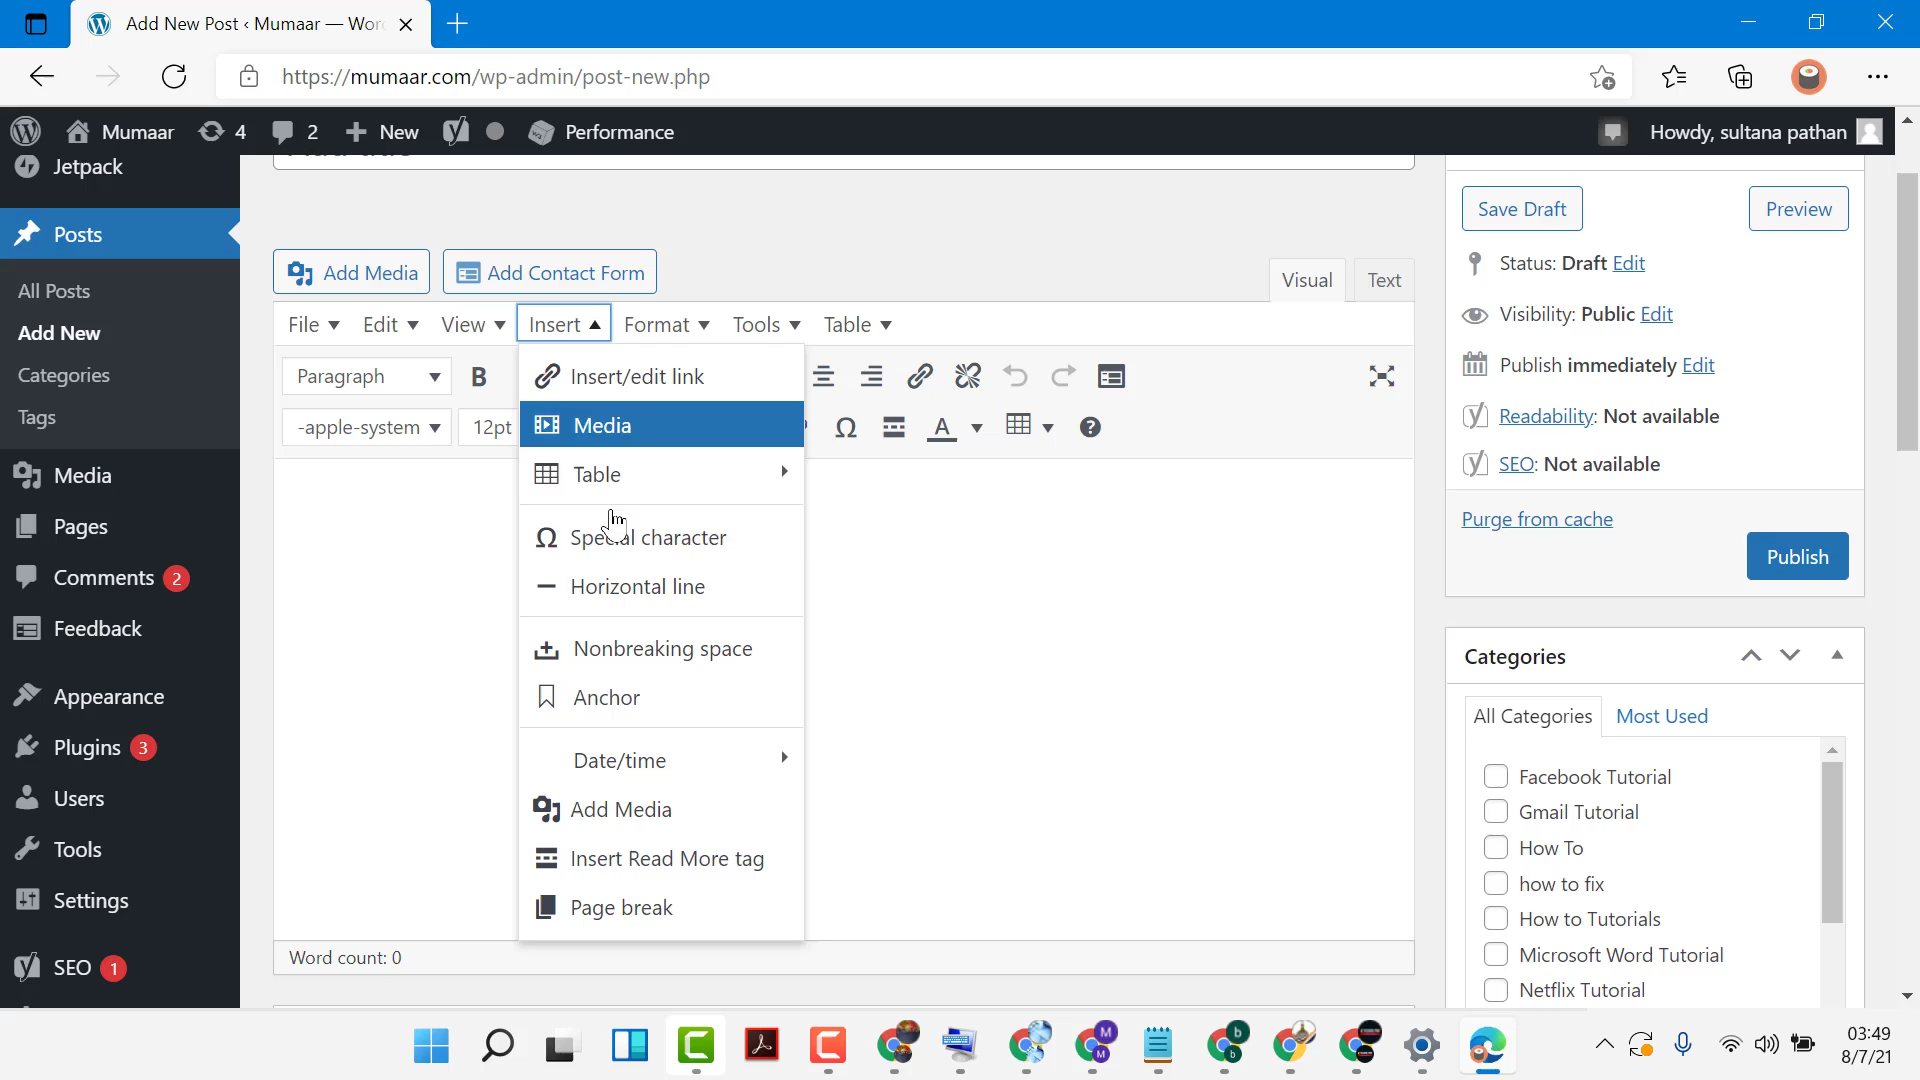 Add New Post ‹ Mumaar — Wor
https://mumaar.com/wp-admin/post-new.php
Mumaar 4 2 New Performance Howdy, sultana pathan
Jetpack
Posts
All Posts
Add New
Categories
Tags
Media
Pages
Comments 2
Feedback
Appearance
Plugins 3
Users
Tools
Settings
SEO 1
Add Media Add Contact Form
Visual Text
File Edit View Insert Format Tools Table
Paragraph B
-apple-system 12pt A
Insert/edit link
Media
Table
Special character
Horizontal line
Nonbreaking space
Anchor
Date/time
Add Media
Insert Read More tag
Page break
Word count: 0
Save Draft Preview
Status: Draft Edit
Visibility: Public Edit
Publish immediately Edit
Readability: Not available
SEO: Not available
Purge from cache
Publish
Categories
All Categories Most Used
Facebook Tutorial
Gmail Tutorial
How To
how to fix
How to Tutorials
Microsoft Word Tutorial
Netflix Tutorial
03:49
8/7/21